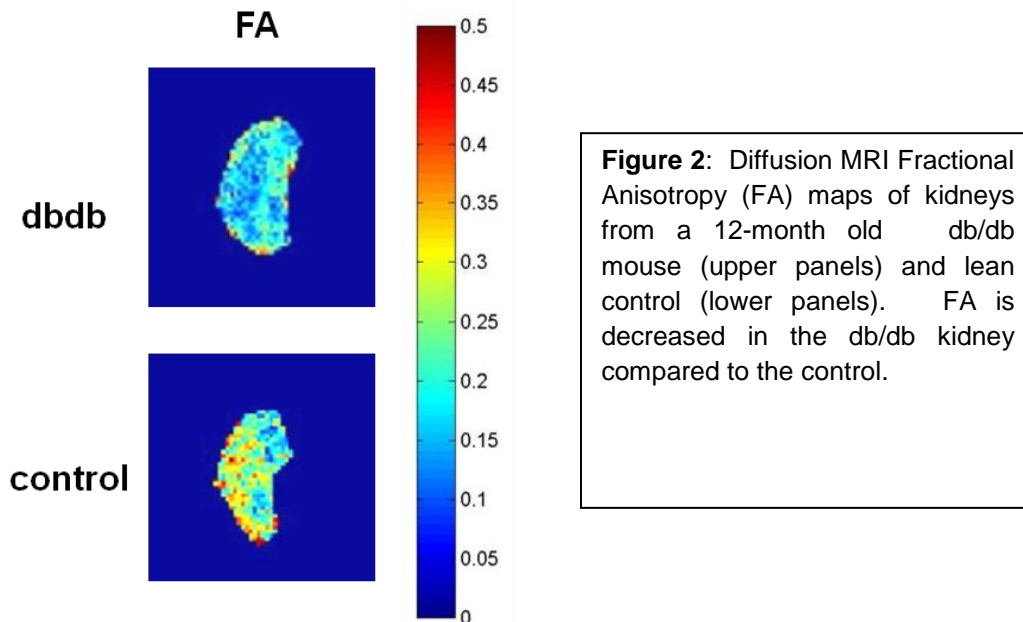 FA
dbdb
control
0.5
0.45
0.4
0.35
0.3
0.25
0.2
0.15
0.1
0.05
0
Figure 2: Diffusion MRI Fractional
Anisotropy (FA) maps of kidneys
from a 12-month old db/db
mouse (upper panels) and lean
control (lower panels). FA is
decreased in the db/db kidney
compared to the control.